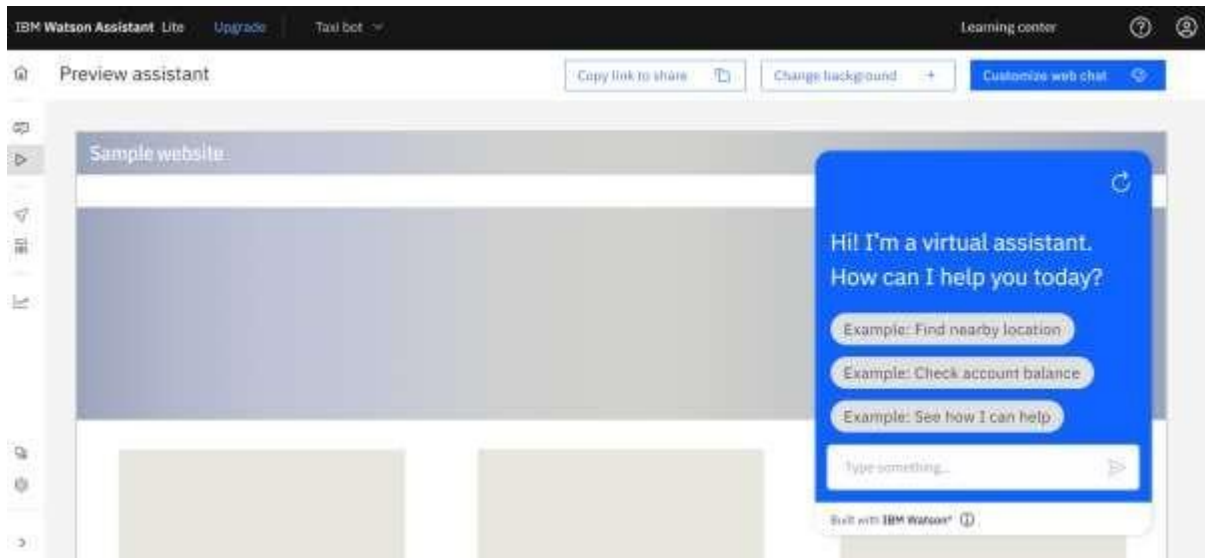 IBM Watson Assistant Lite Upgrade Taxi bot Learning center
Preview assistant Copy link to share Change background + Customize web chat
Sample website
Hi! I'm a virtual assistant.
How can I help you today?
Example: Find nearby location
Example: Check account balance
Example: See how I can help
Type something...
Built with IBM Watson®